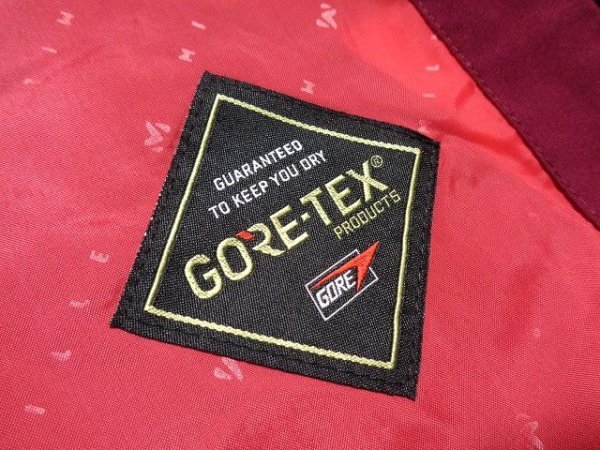 GUARANTEED
TO KEEP YOU DRY
GORE-TEX®
PRODUCTS
GORE